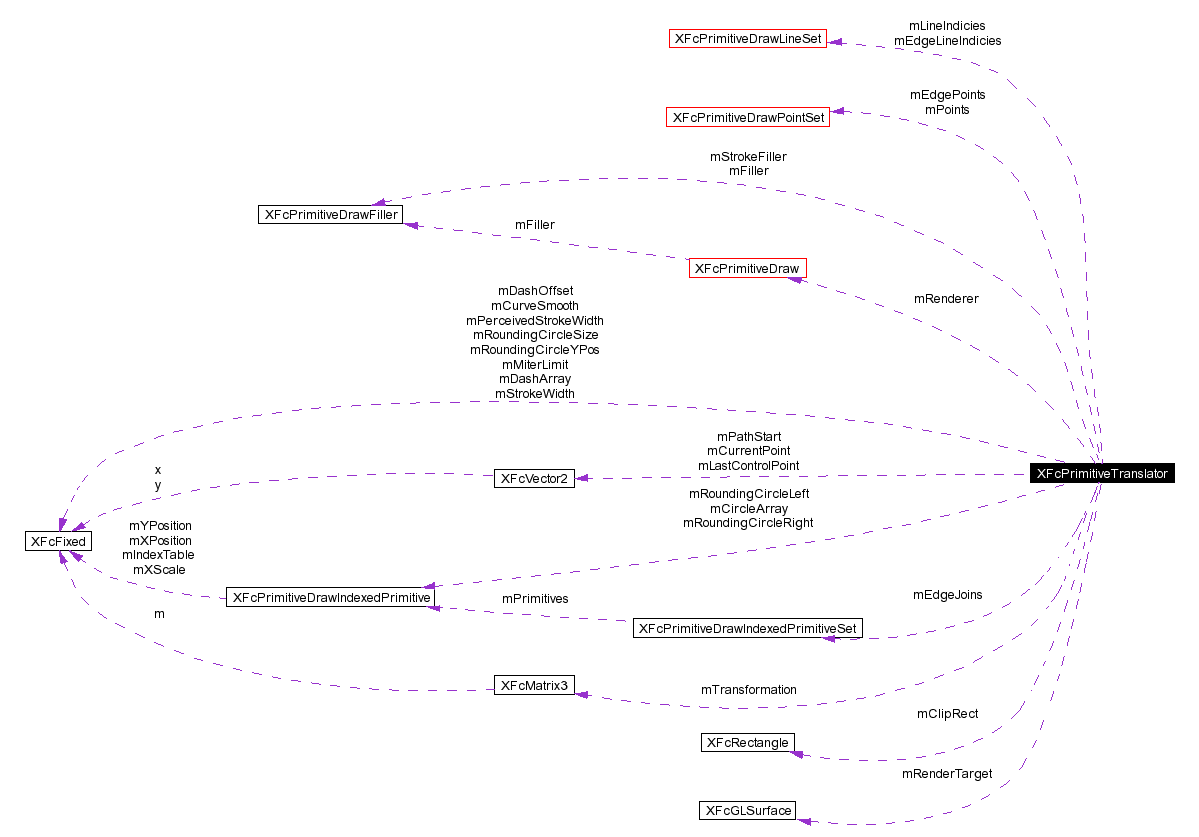 mLineIndicies
mEdgeLineIndicies
XFcPrimitiveDrawLineSet
mEdgePoints
mPoints
XFcPrimitiveDrawPointSet
mStrokeFiller
mFiller
XFcPrimitiveDrawFiller
mFiller
XFcPrimitiveDraw
mRenderer
mDashOffset
mCurveSmooth
mPerceivedStrokeWidth
mRoundingCircleSize
mRoundingCircleYPos
mMiterLimit
mDashArray
mStrokeWidth
mPathStart
mCurrentPoint
mLastControlPoint
XFcPrimitiveTranslator
x
y
XFcVector2
mRoundingCircleLeft
mCircleArray
mRoundingCircleRight
XFcFixed
mYPosition
mXPosition
mIndexTable
mXScale
XFcPrimitiveDrawIndexedPrimitive
mPrimitives
mEdgeJoins
m
XFcPrimitiveDrawIndexedPrimitiveSet
XFcMatrix3
mTransformation
mClipRect
XFcRectangle
mRenderTarget
XFcGLSurface